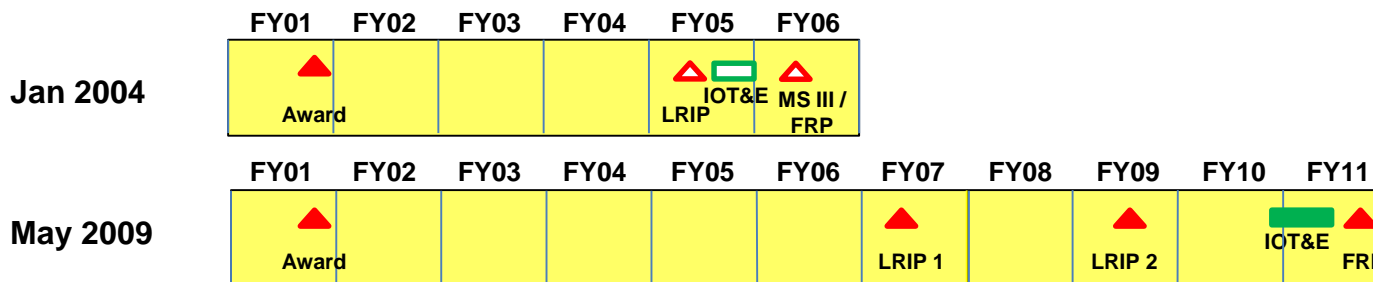 FY01 FY02 FY03 FY04 FY05 FY06
Jan 2004
Award
LRIP
IOT&E
MS III /
FRP
FY01 FY02 FY03 FY04 FY05 FY06 FY07 FY08 FY09 FY10 FY11
May 2009
Award
LRIP 1
LRIP 2
IOT&E